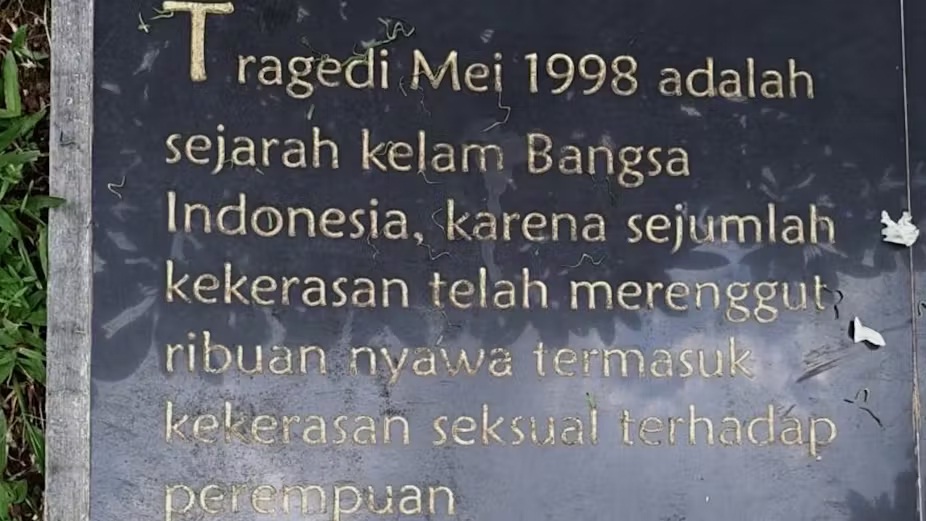 Tragedi Mei 1998 adalah
sejarah kelam Bangsa
Indonesia, karena sejumlah
kekerasan telah merenggut
ribuan nyawa termasuk
kekerasan seksual terhadap
perempuan